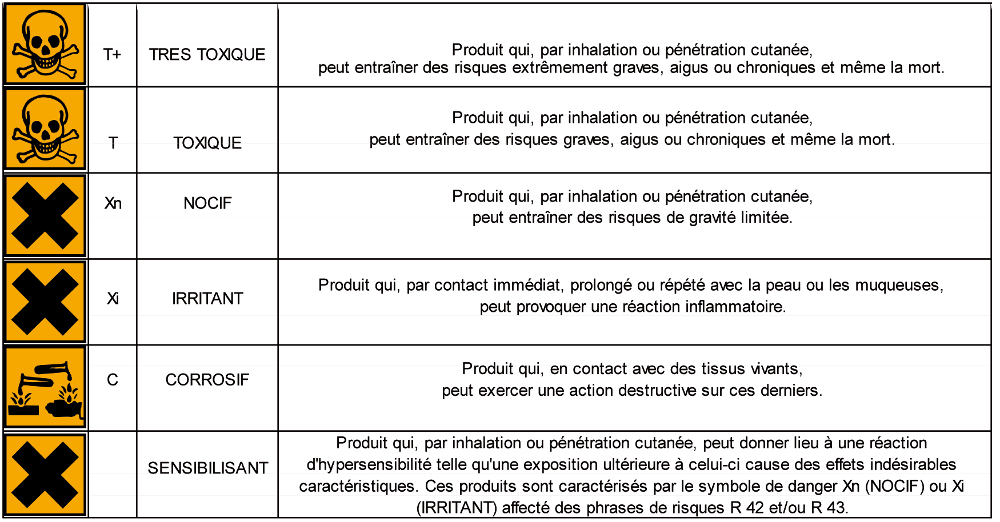 T+
TRES TOXIQUE
Produit qui, par inhalation ou pénétration cutanée,
peut entraîner des risques extrêmement graves, aigus ou chroniques et même la mort.
T
TOXIQUE
Produit qui, par inhalation ou pénétration cutanée,
peut entraîner des risques graves, aigus ou chroniques et même la mort.
Xn
NOCIF
Produit qui, par inhalation ou pénétration cutanée,
peut entraîner des risques de gravité limitée.
Xi
IRRITANT
Produit qui, par contact immédiat, prolongé ou répété avec la peau ou les muqueuses,
peut provoquer une réaction inflammatoire.
C
CORROSIF
Produit qui, en contact avec des tissus vivants,
peut exercer une action destructive sur ces derniers.
SENSIBILISANT
Produit qui, par inhalation ou pénétration cutanée, peut donner lieu à une réaction
d'hypersensibilité telle qu'une exposition ultérieure à celui-ci cause des effets indésirables
caractéristiques. Ces produits sont caractérisés par le symbole de danger Xn (NOCIF) ou Xi
(IRRITANT) affecté des phrases de risques R 42 et/ou R 43.